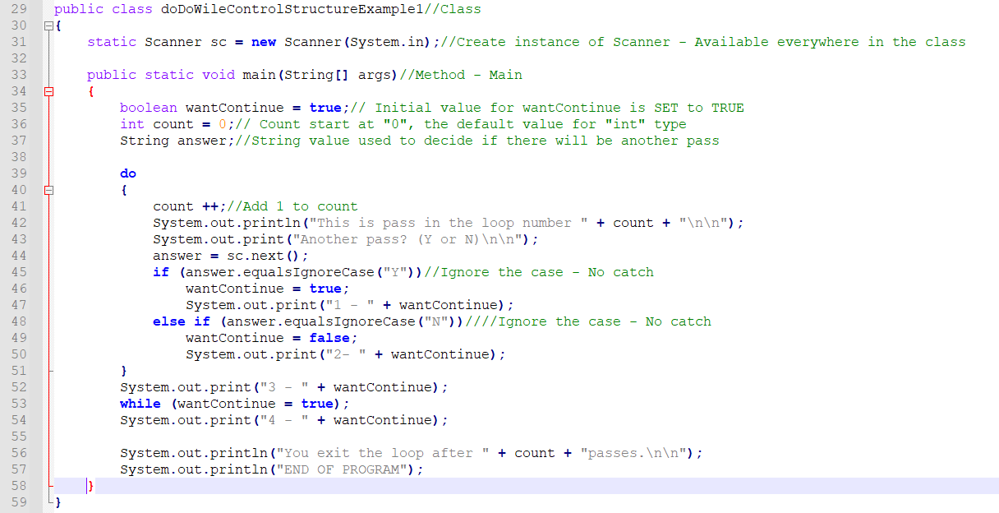 29 public class doDoWileControlStructureExample1//Class
30 {
31 static Scanner sc = new Scanner(System.in);//Create instance of Scanner - Available everywhere in the class
32
33 public static void main(String[] args)//Method - Main
34 {
35 boolean wantContinue = true;// Initial value for wantContinue is SET to TRUE
36 int count = 0;// Count start at "0", the default value for "int" type
37 String answer;//String value used to decide if there will be another pass
38
39 do
40 {
41 count ++;//Add 1 to count
42 System.out.println("This is pass in the loop number " + count + "\n\n");
43 System.out.print("Another pass? (Y or N)\n\n");
44 answer = sc.next();
45 if (answer.equalsIgnoreCase("Y"))//Ignore the case - No catch
46 wantContinue = true;
47 System.out.print("1 - " + wantContinue);
48 else if (answer.equalsIgnoreCase("N"))////Ignore the case - No catch
49 wantContinue = false;
50 System.out.print("2- " + wantContinue);
51 }
52 System.out.print("3 - " + wantContinue);
53 while (wantContinue = true);
54 System.out.print("4 - " + wantContinue);
55
56 System.out.println("You exit the loop after " + count + "passes.\n\n");
57 System.out.println("END OF PROGRAM");
58 }
59 }